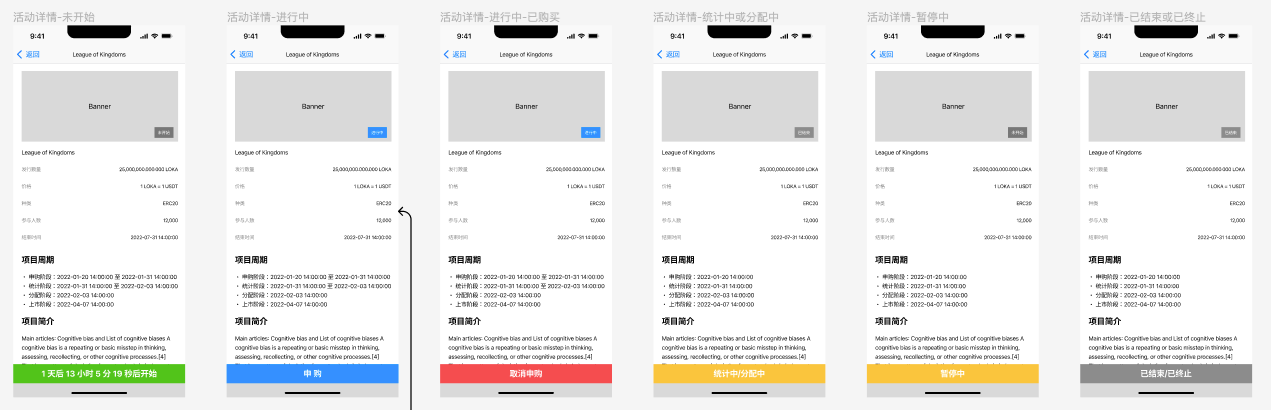 活动详情-未开始
9:41
返回
League of Kingdoms
Banner
未开始
League of Kingdoms
发行数量 25,000,000.000.000 LOKA
价格 1 LOKA = 1 USDT
种类 ERC20
参与人数 12,000
结束时间 2022-07-31 14:00:00
项目周期
· 申购阶段：2022-01-20 14:00:00 至 2022-01-31 14:00:00
· 统计阶段：2022-01-31 14:00:00 至 2022-02-03 14:00:00
· 分配阶段：2022-02-03 14:00:00
· 上市阶段：2022-04-07 14:00:00
项目简介
Main articles: Cognitive bias and List of cognitive biases A
cognitive bias is a repeating or basic misstep in thinking,
assessing, recollecting, or other cognitive processes.[4]
1 天后 13 小时 5 分 19 秒后开始
活动详情-进行中
9:41
返回
League of Kingdoms
Banner
进行中
League of Kingdoms
发行数量 25,000,000.000.000 LOKA
价格 1 LOKA = 1 USDT
种类 ERC20
参与人数 12,000
结束时间 2022-07-31 14:00:00
项目周期
· 申购阶段：2022-01-20 14:00:00 至 2022-01-31 14:00:00
· 统计阶段：2022-01-31 14:00:00 至 2022-02-03 14:00:00
· 分配阶段：2022-02-03 14:00:00
· 上市阶段：2022-04-07 14:00:00
项目简介
Main articles: Cognitive bias and List of cognitive biases A
cognitive bias is a repeating or basic misstep in thinking,
assessing, recollecting, or other cognitive processes.[4]
申 购
活动详情-进行中-已购买
9:41
返回
League of Kingdoms
Banner
进行中
League of Kingdoms
发行数量 25,000,000.000.000 LOKA
价格 1 LOKA = 1 USDT
种类 ERC20
参与人数 12,000
结束时间 2022-07-31 14:00:00
项目周期
· 申购阶段：2022-01-20 14:00:00 至 2022-01-31 14:00:00
· 统计阶段：2022-01-31 14:00:00 至 2022-02-03 14:00:00
· 分配阶段：2022-02-03 14:00:00
· 上市阶段：2022-04-07 14:00:00
项目简介
Main articles: Cognitive bias and List of cognitive biases A
cognitive bias is a repeating or basic misstep in thinking,
assessing, recollecting, or other cognitive processes.[4]
取消申购
活动详情-统计中或分配中
9:41
返回
League of Kingdoms
Banner
已结束
League of Kingdoms
发行数量 25,000,000.000.000 LOKA
价格 1 LOKA = 1 USDT
种类 ERC20
参与人数 12,000
结束时间 2022-07-31 14:00:00
项目周期
· 申购阶段：2022-01-20 14:00:00
· 统计阶段：2022-01-31 14:00:00
· 分配阶段：2022-02-03 14:00:00
· 上市阶段：2022-04-07 14:00:00
项目简介
Main articles: Cognitive bias and List of cognitive biases A
cognitive bias is a repeating or basic misstep in thinking,
assessing, recollecting, or other cognitive processes.[4]
统计中/分配中
活动详情-暂停中
9:41
返回
League of Kingdoms
Banner
未开始
League of Kingdoms
发行数量 25,000,000.000.000 LOKA
价格 1 LOKA = 1 USDT
种类 ERC20
参与人数 12,000
结束时间 2022-07-31 14:00:00
项目周期
· 申购阶段：2022-01-20 14:00:00
· 统计阶段：2022-01-31 14:00:00
· 分配阶段：2022-02-03 14:00:00
· 上市阶段：2022-04-07 14:00:00
项目简介
Main articles: Cognitive bias and List of cognitive biases A
cognitive bias is a repeating or basic misstep in thinking,
assessing, recollecting, or other cognitive processes.[4]
暂停中
活动详情-已结束或已终止
9:41
返回
League of Kingdoms
Banner
已结束
League of Kingdoms
发行数量 25,000,000.000.000 LOKA
价格 1 LOKA = 1 USDT
种类 ERC20
参与人数 12,000
结束时间 2022-07-31 14:00:00
项目周期
· 申购阶段：2022-01-20 14:00:00
· 统计阶段：2022-01-31 14:00:00
· 分配阶段：2022-02-03 14:00:00
· 上市阶段：2022-04-07 14:00:00
项目简介
Main articles: Cognitive bias and List of cognitive biases A
cognitive bias is a repeating or basic misstep in thinking,
assessing, recollecting, or other cognitive processes.[4]
已结束/已终止